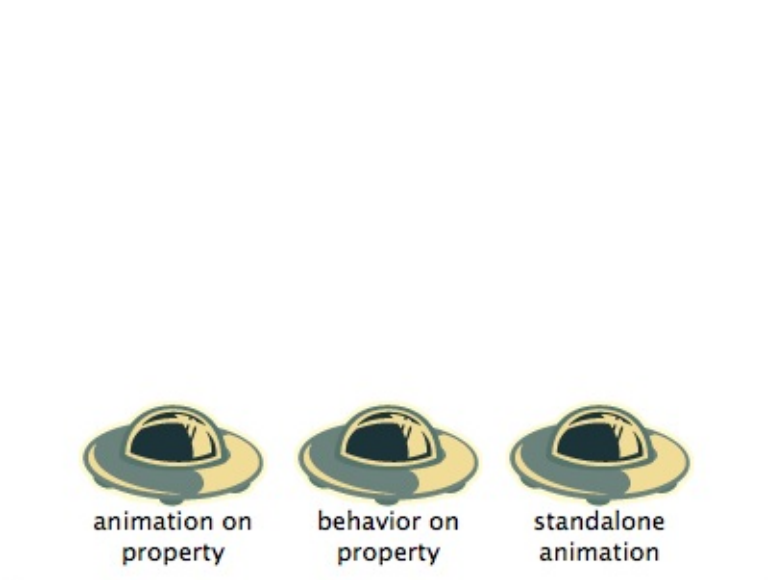 animation on
property
behavior on
property
standalone
animation